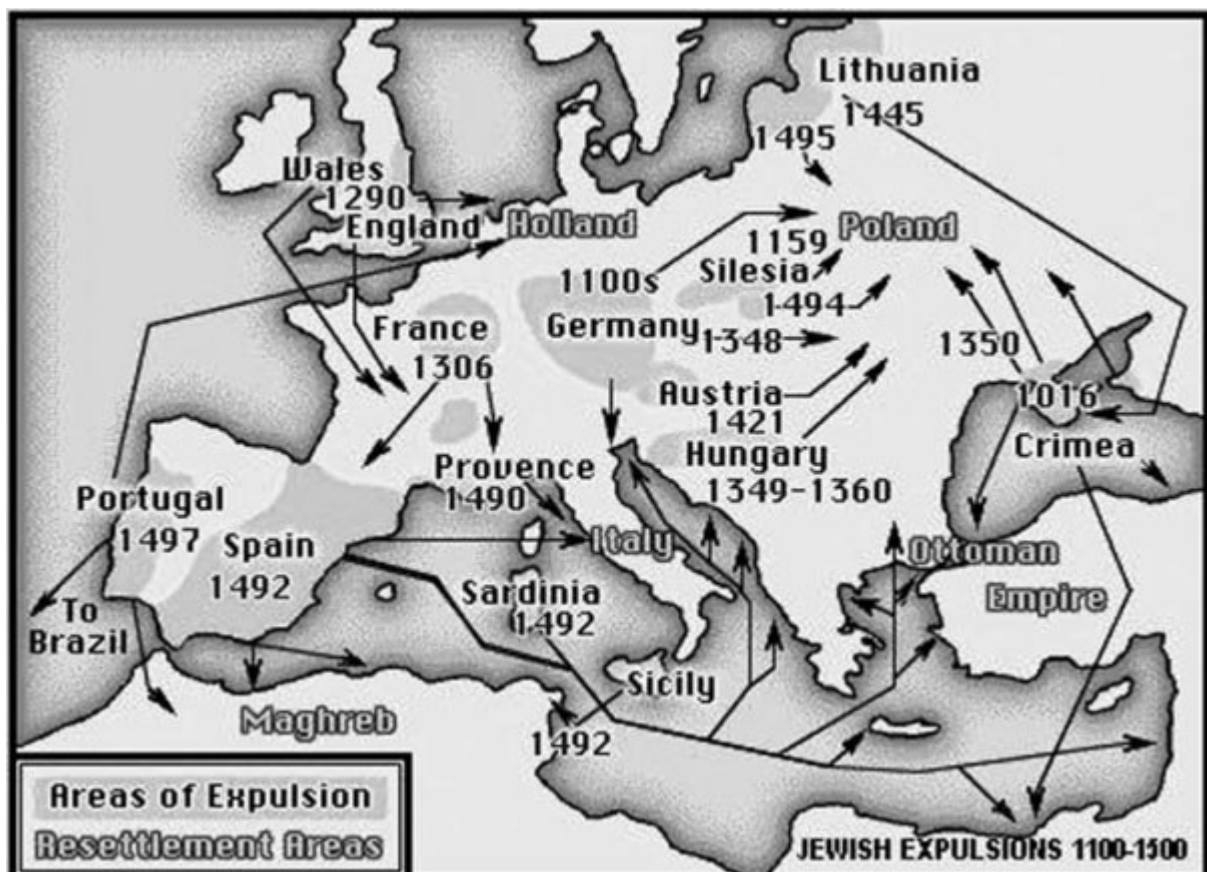 Lithuania
1445
1495
Wales
1290
England
Holland
Poland
1159
Silesia
1100s
1494
France
Germany
1348
1350
1306
Austria
1421
1016
Crimea
Hungary
1349-1360
Provence
1490
Portugal
1497
Spain
1492
Italy
Ottoman
Empire
Sardinia
1492
To
Brazil
Sicily
Maghreb
1492
Areas of Expulsion
Resettlement Areas
JEWISH EXPULSIONS 1100-1500